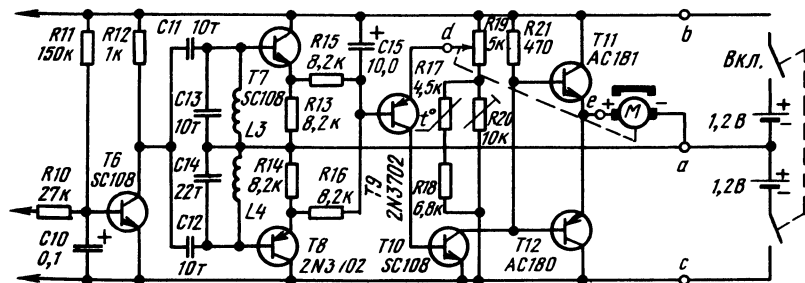 R11
150к
R12
1к
C11
10т
R15
8,2к
C15
10,0
d
R19
5к
R21
470
T11
AC181
b
Вкл.
T7
SC108
R17
4,5к
C13
10т
R13
8,2к
L3
t°
R20
10к
e
+
М
−
+
−
1,2В
C14
22т
R14
8,2к
T9
2N3702
a
R10
27к
T6
SC108
R16
8,2к
L4
R18
6,8к
+
−
1,2В
C10
0,1
+
C12
10т
T8
2N3702
T10
SC108
T12
AC180
c